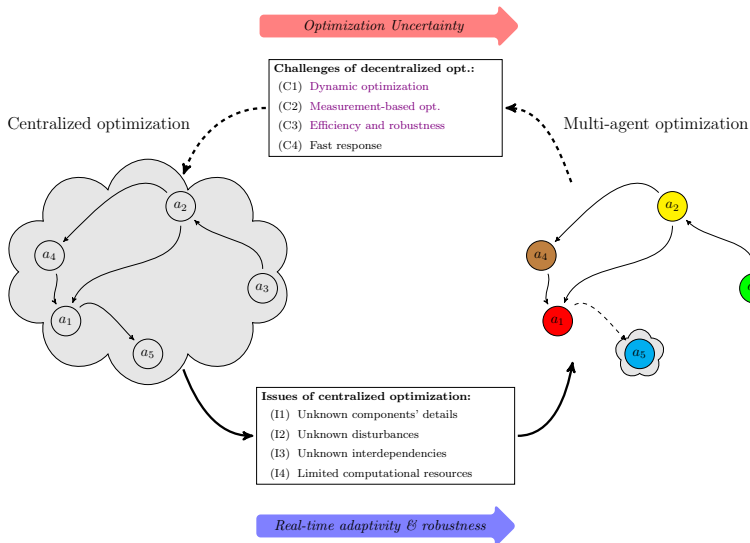 Optimization Uncertainty
Challenges of decentralized opt.:
(C1) Dynamic optimization
(C2) Measurement-based opt.
(C3) Efficiency and robustness
(C4) Fast response
Centralized optimization
Multi-agent optimization
a2
a4
a3
a1
a5
a2
a4
a1
a5
Issues of centralized optimization:
(I1) Unknown components' details
(I2) Unknown disturbances
(I3) Unknown interdependencies
(I4) Limited computational resources
Real-time adaptivity & robustness